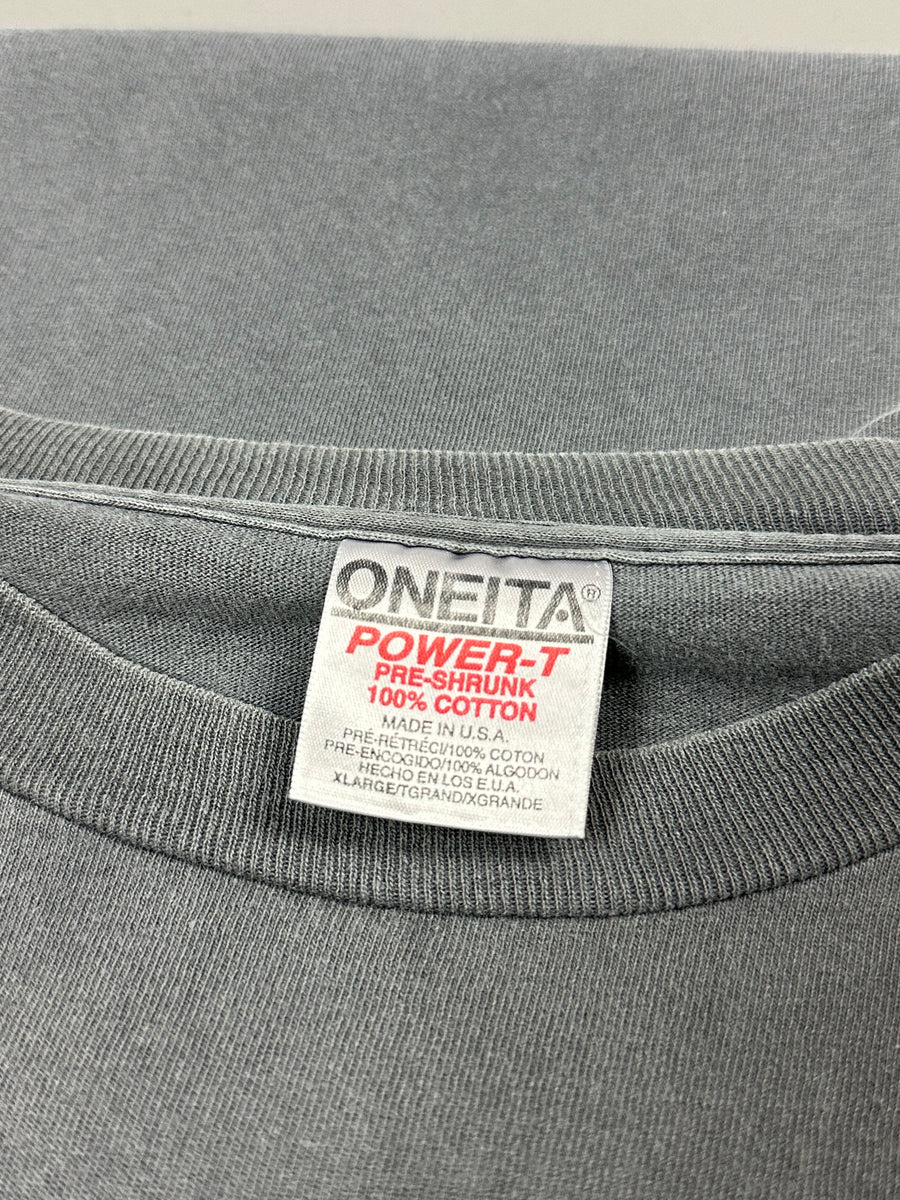 ONEITA®
POWER-T
PRE-SHRUNK
100% COTTON
MADE IN U.S.A.
PRÉ-RÉTRÉCI/100% COTON
PRE-ENCOGIDO/100% ALGODON
HECHO EN LOS E.U.A.
XLARGE/TGRAND/XGRANDE